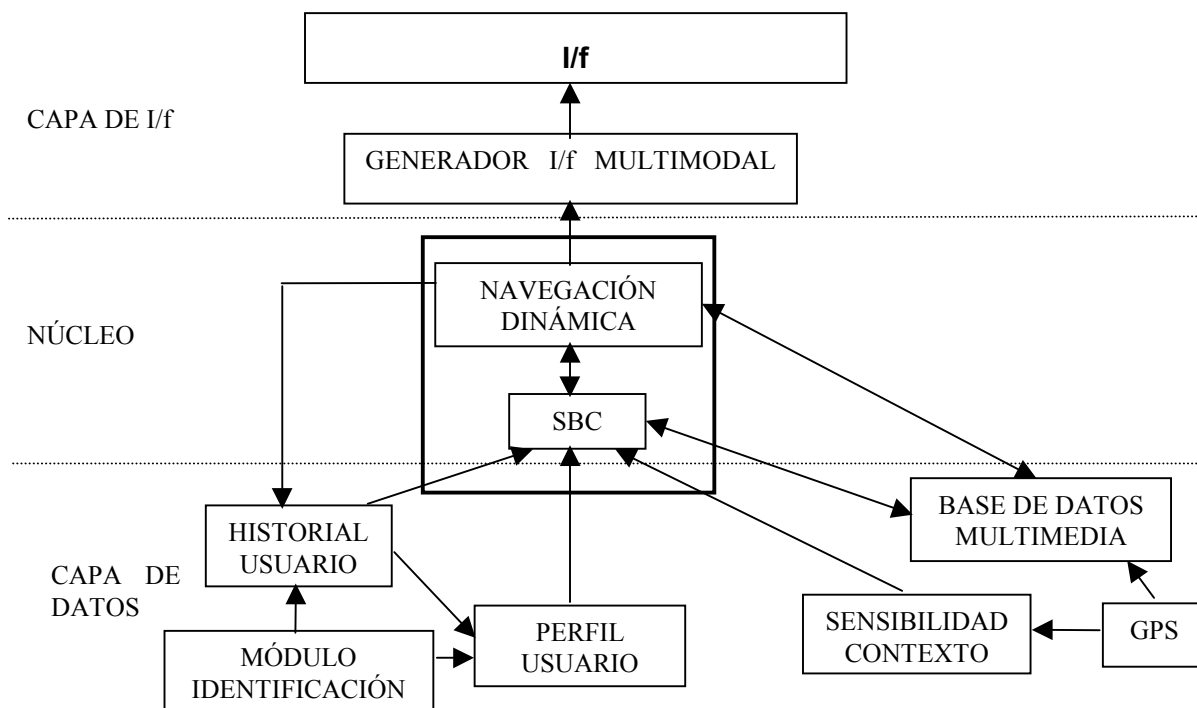 I/f
CAPA DE I/f
GENERADOR I/f MULTIMODAL
NAVEGACIÓN
DINÁMICA
NÚCLEO
SBC
BASE DE DATOS
MULTIMEDIA
HISTORIAL
USUARIO
CAPA DE
DATOS
PERFIL
USUARIO
SENSIBILIDAD
CONTEXTO
GPS
MÓDULO
IDENTIFICACIÓN